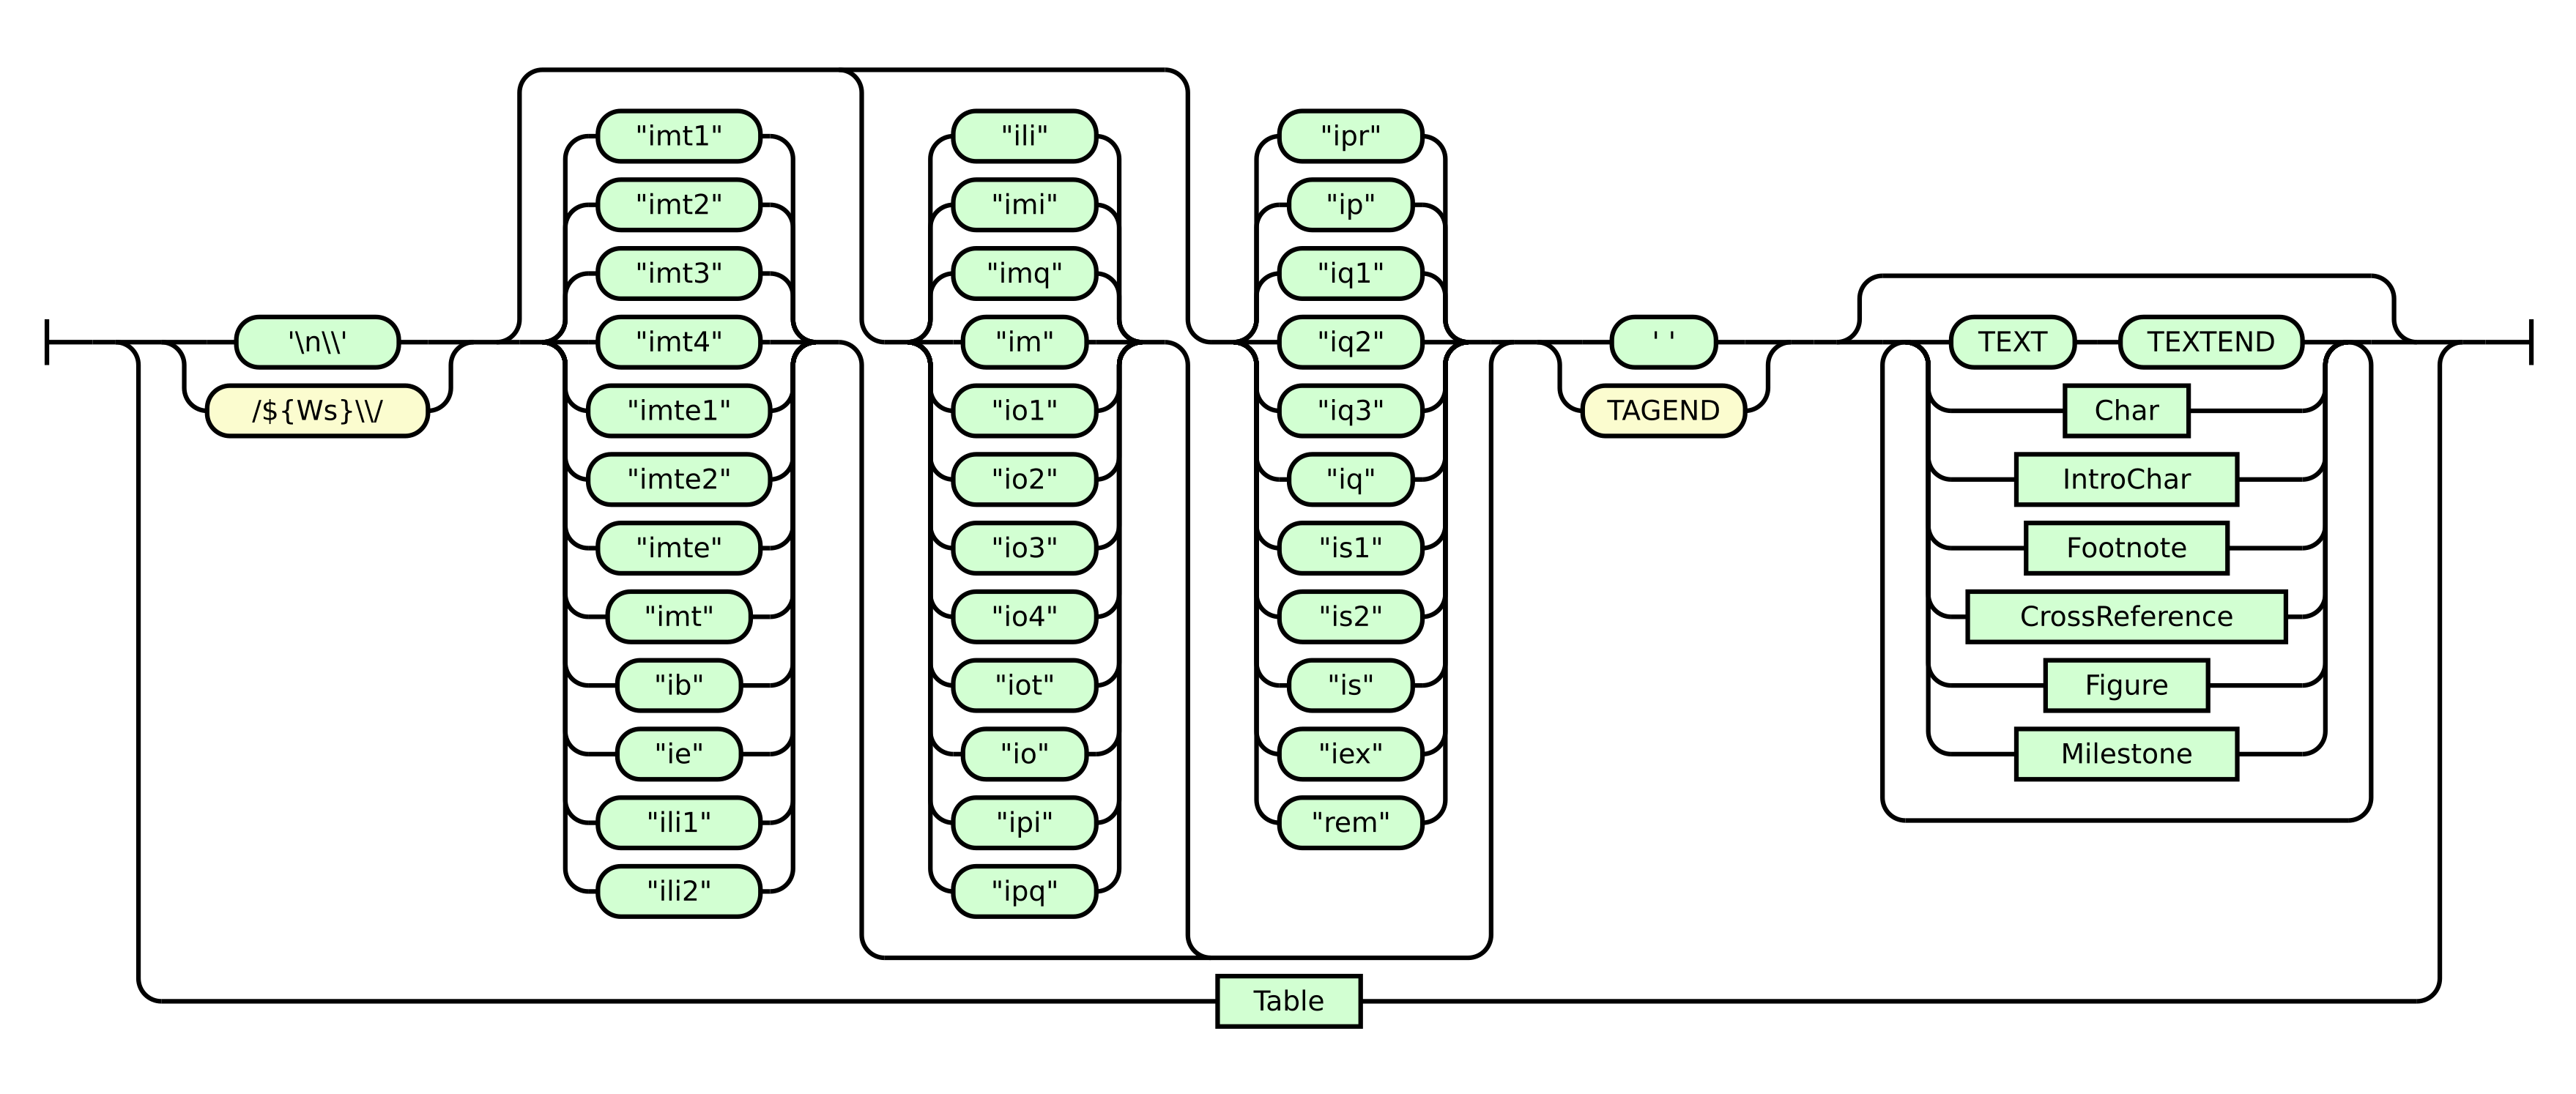 '\n\\'
/${Ws}\\/
"imt1"
"imt2"
"imt3"
"imt4"
"imte1"
"imte2"
"imte"
"imt"
"ib"
"ie"
"ili1"
"ili2"
"ili"
"imi"
"imq"
"im"
"io1"
"io2"
"io3"
"io4"
"iot"
"io"
"ipi"
"ipq"
"ipr"
"ip"
"iq1"
"iq2"
"iq3"
"iq"
"is1"
"is2"
"is"
"iex"
"rem"
' '
TAGEND
TEXT TEXTEND
Char
IntroChar
Footnote
CrossReference
Figure
Milestone
Table